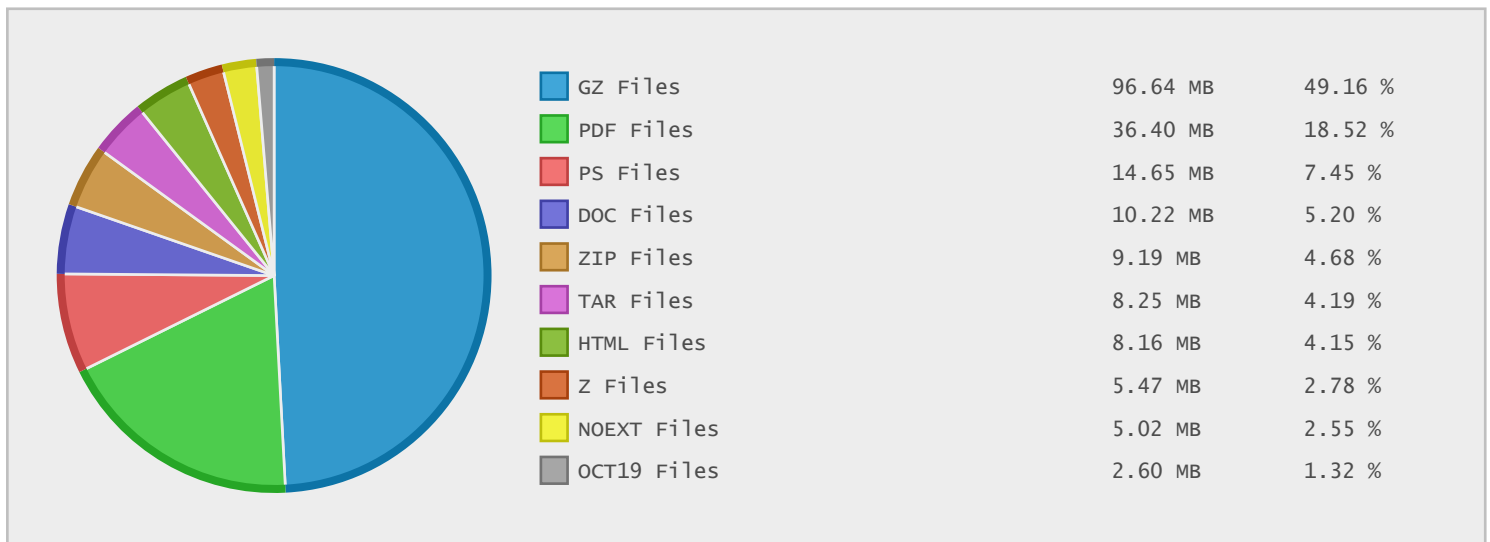 GZ Files 96.64 MB 49.16 %
PDF Files 36.40 MB 18.52 %
PS Files 14.65 MB 7.45 %
DOC Files 10.22 MB 5.20 %
ZIP Files 9.19 MB 4.68 %
TAR Files 8.25 MB 4.19 %
HTML Files 8.16 MB 4.15 %
Z Files 5.47 MB 2.78 %
NOEXT Files 5.02 MB 2.55 %
OCT19 Files 2.60 MB 1.32 %